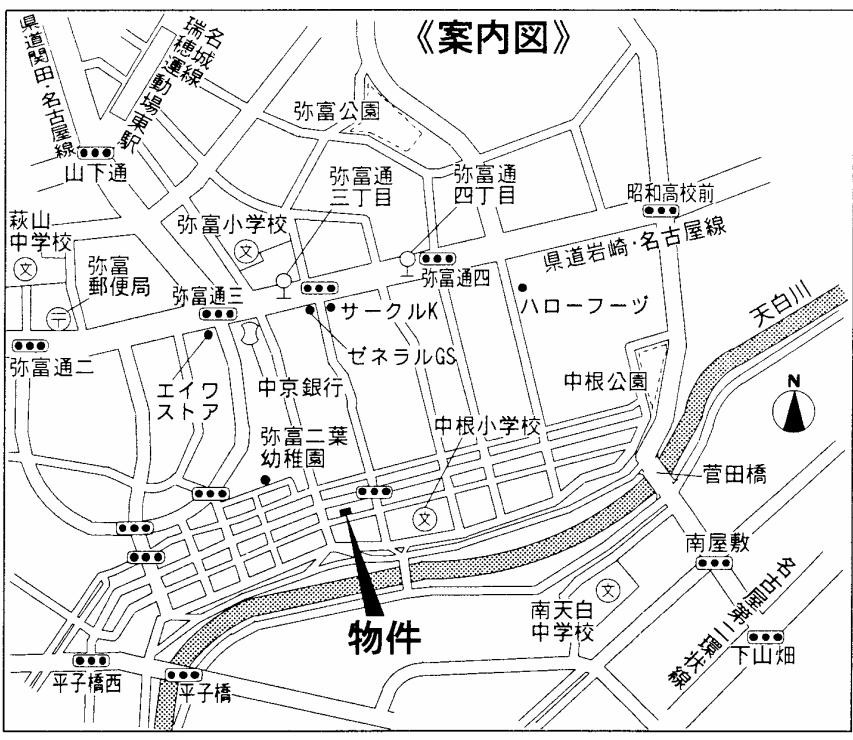 《案内図》
県道関田・名古屋線
名城線
瑞穂運動場東駅
山下通
弥富公園
弥富通
三丁目
弥富通
四丁目
昭和高校前
萩山
中学校
弥富小学校
弥富
郵便局
弥富通三
弥富通四
県道岩崎・名古屋線
サークルK
ハローフーヅ
天白川
弥富通二
エイワ
ストア
ゼネラルGS
中京銀行
中根公園
N
弥富二葉
幼稚園
中根小学校
菅田橋
文
文
文
文
〒
南屋敷
南天白
中学校
名古屋第二環状線
物件
下山畑
平子橋西
平子橋